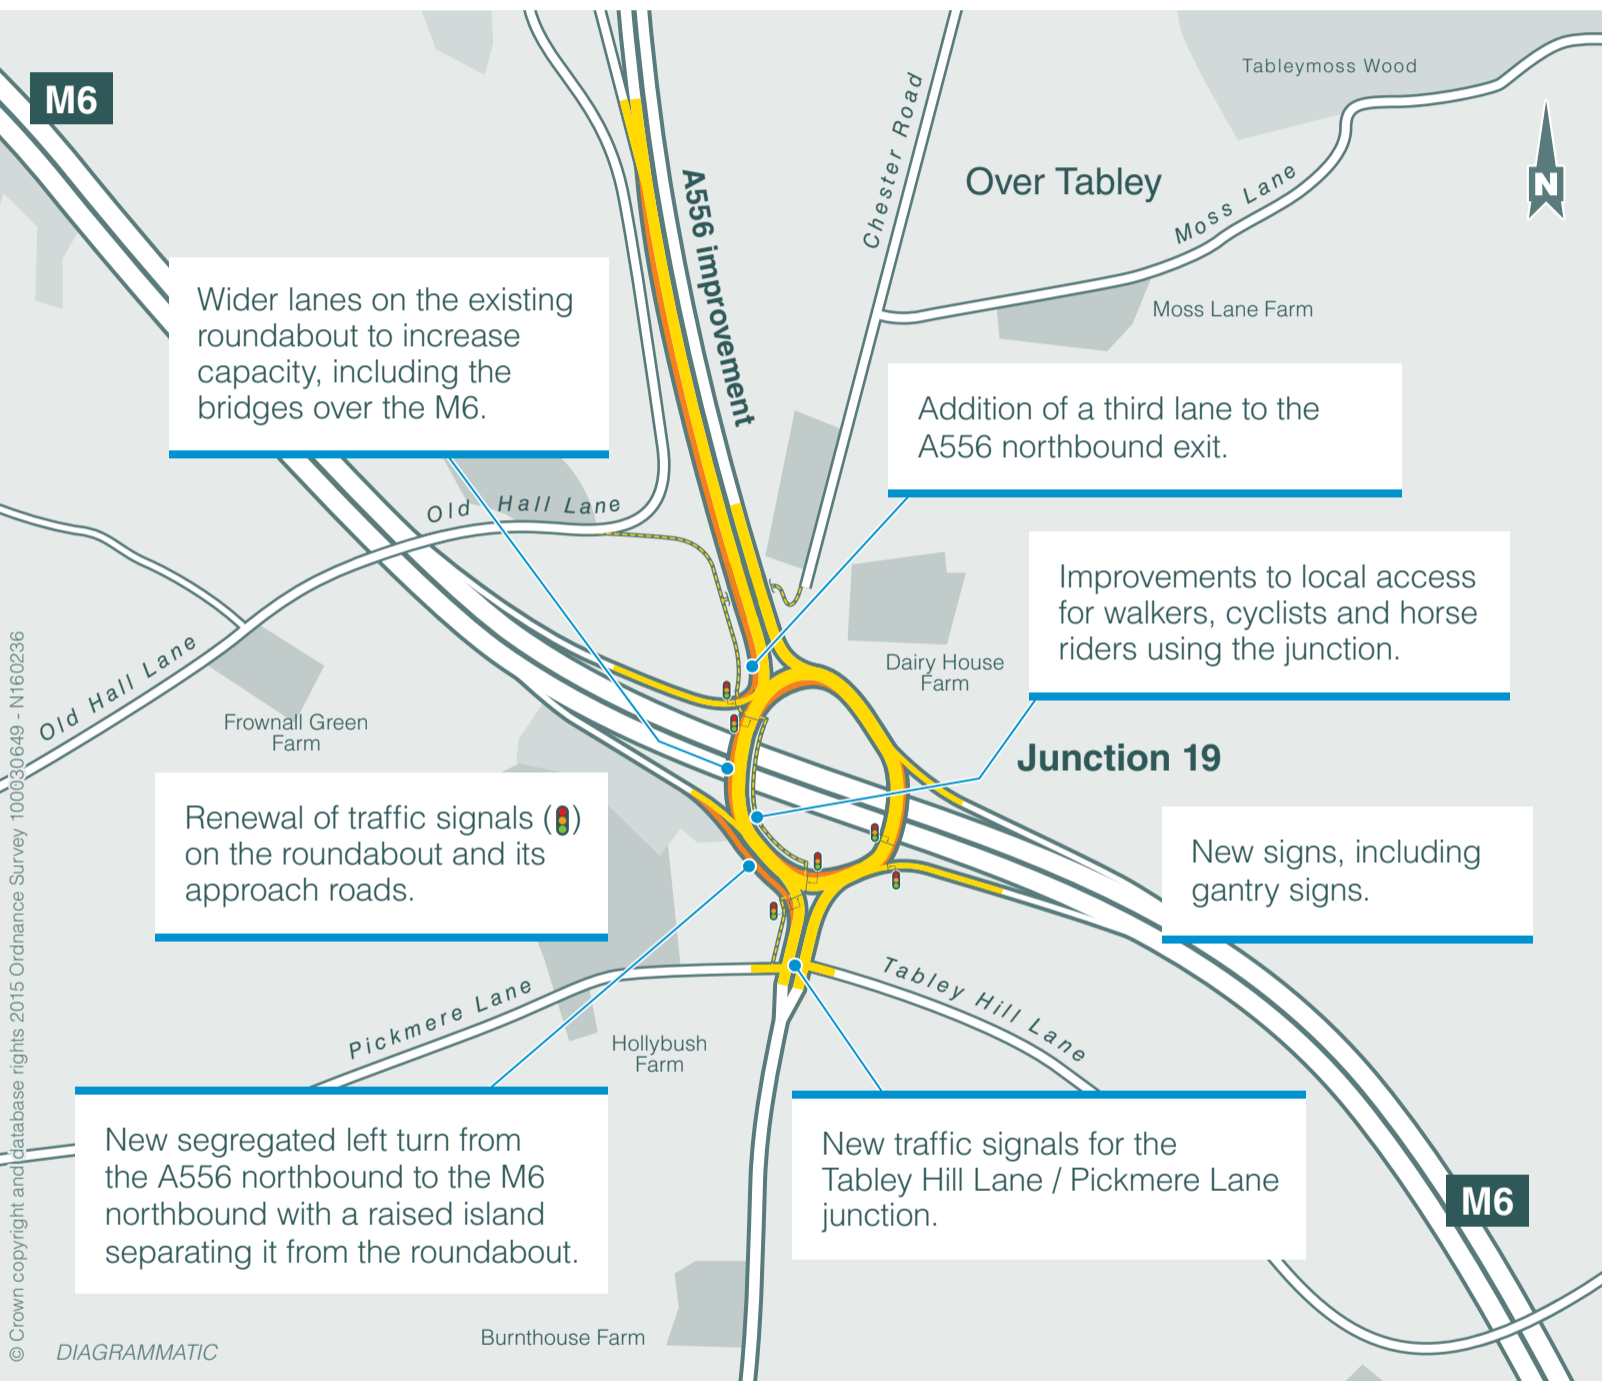 M6
Tableymoss Wood
Chester Road
Over Tabley
N
Moss Lane
A556 improvement
Wider lanes on the existing
roundabout to increase
capacity, including the
bridges over the M6.
Moss Lane Farm
Addition of a third lane to the
A556 northbound exit.
Old Hall Lane
Improvements to local access
for walkers, cyclists and horse
riders using the junction.
Dairy House
Farm
Old Hall Lane
Frownall Green
Farm
Junction 19
Renewal of traffic signals ( )
on the roundabout and its
approach roads.
New signs, including
gantry signs.
Tabley Hill Lane
Pickmere Lane
Hollybush
Farm
New segregated left turn from
the A556 northbound to the M6
northbound with a raised island
separating it from the roundabout.
New traffic signals for the
Tabley Hill Lane / Pickmere Lane
junction.
M6
Burnthouse Farm
DIAGRAMMATIC
© Crown copyright and database rights 2015 Ordnance Survey 100030649 - N160236